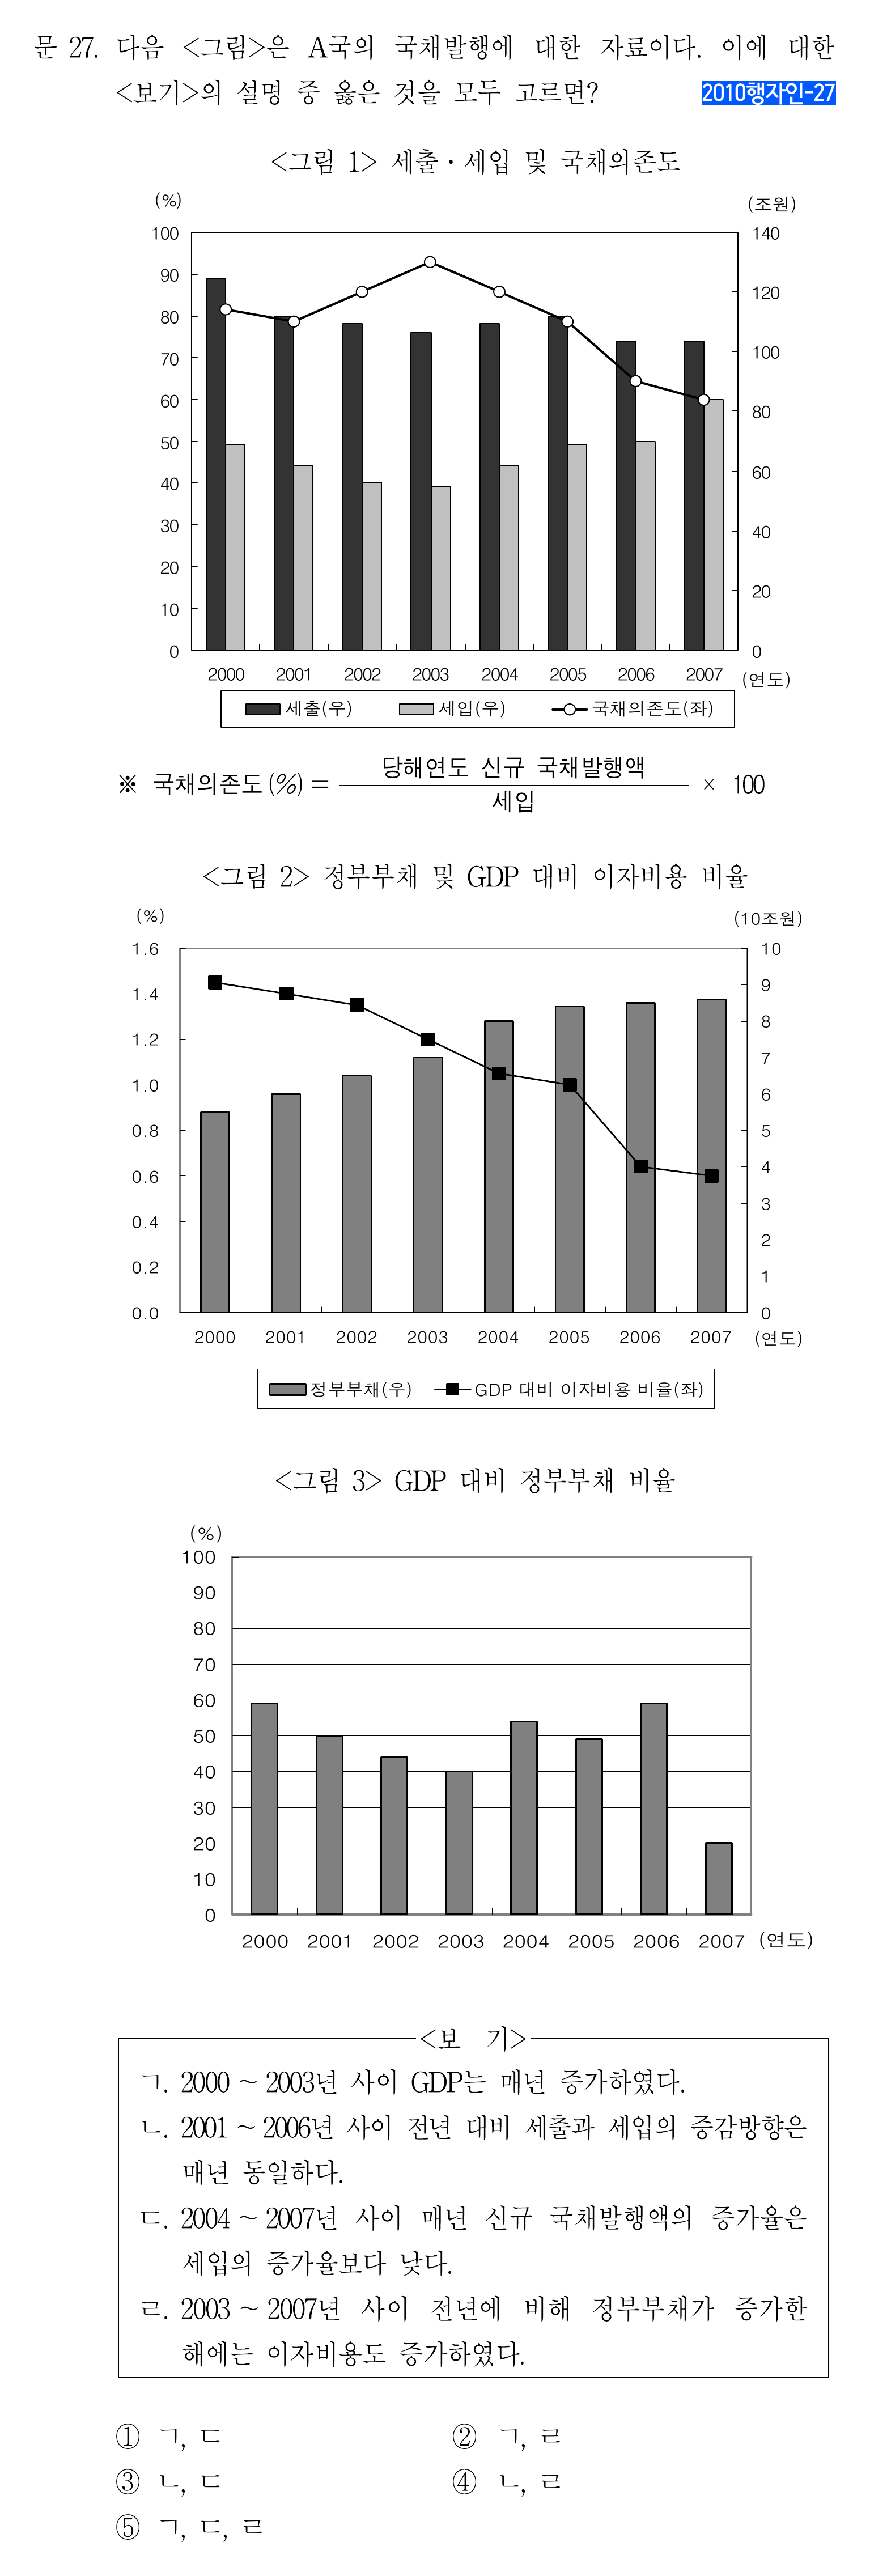 문 27. 다음 <그림>은 A국의 국채발행에 대한 자료이다. 이에 대한
<보기>의 설명 중 옳은 것을 모두 고르면?
2010행자인-27
<그림 1> 세출·세입 및 국채의존도
(%)
(조원)
100
90
80
70
60
50
40
30
20
10
0
140
120
100
80
60
40
20
0
2000 2001 2002 2003 2004 2005 2006 2007 (연도)
세출(우) 세입(우) 국채의존도(좌)
※ 국채의존도(%) = 당해연도 신규 국채발행액 / 세입 × 100
<그림 2> 정부부채 및 GDP 대비 이자비용 비율
(%)
(10조원)
1.6
1.4
1.2
1.0
0.8
0.6
0.4
0.2
0.0
10
9
8
7
6
5
4
3
2
1
0
2000 2001 2002 2003 2004 2005 2006 2007 (연도)
정부부채(우) GDP 대비 이자비용 비율(좌)
<그림 3> GDP 대비 정부부채 비율
(%)
100
90
80
70
60
50
40
30
20
10
0
2000 2001 2002 2003 2004 2005 2006 2007 (연도)
<보 기>
ㄱ. 2000 ~ 2003년 사이 GDP는 매년 증가하였다.
ㄴ. 2001 ~ 2006년 사이 전년 대비 세출과 세입의 증감방향은
매년 동일하다.
ㄷ. 2004 ~ 2007년 사이 매년 신규 국채발행액의 증가율은
세입의 증가율보다 낮다.
ㄹ. 2003 ~ 2007년 사이 전년에 비해 정부부채가 증가한
해에는 이자비용도 증가하였다.
① ㄱ, ㄷ
② ㄱ, ㄹ
③ ㄴ, ㄷ
④ ㄴ, ㄹ
⑤ ㄱ, ㄷ, ㄹ